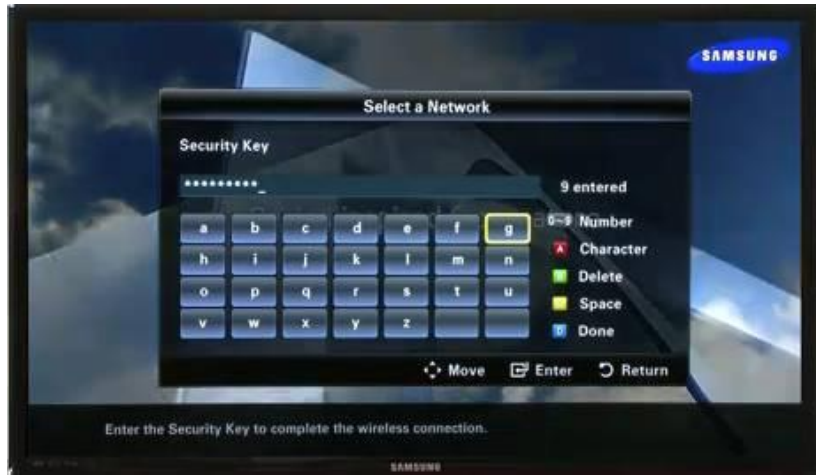 SAMSUNG
Select a Network
Security Key
*********_
9 entered
a b c d e f g
0~9 Number
h i j k l m n
A Character
o p q r s t u
Delete
Space
v w x y z
D Done
Move Enter Return
Enter the Security Key to complete the wireless connection.
SAMSUNG